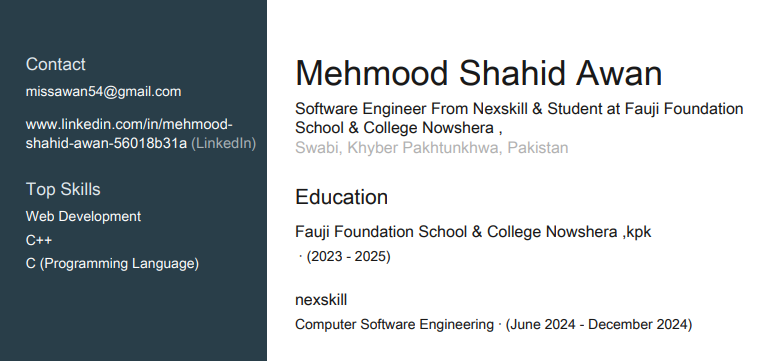 Contact
missawan54@gmail.com
www.linkedin.com/in/mehmood-
shahid-awan-56018b31a (LinkedIn)
Top Skills
Web Development
C++
C (Programming Language)
Mehmood Shahid Awan
Software Engineer From Nexskill & Student at Fauji Foundation
School & College Nowshera ,
Swabi, Khyber Pakhtunkhwa, Pakistan
Education
Fauji Foundation School & College Nowshera ,kpk
· (2023 - 2025)
nexskill
Computer Software Engineering · (June 2024 - December 2024)